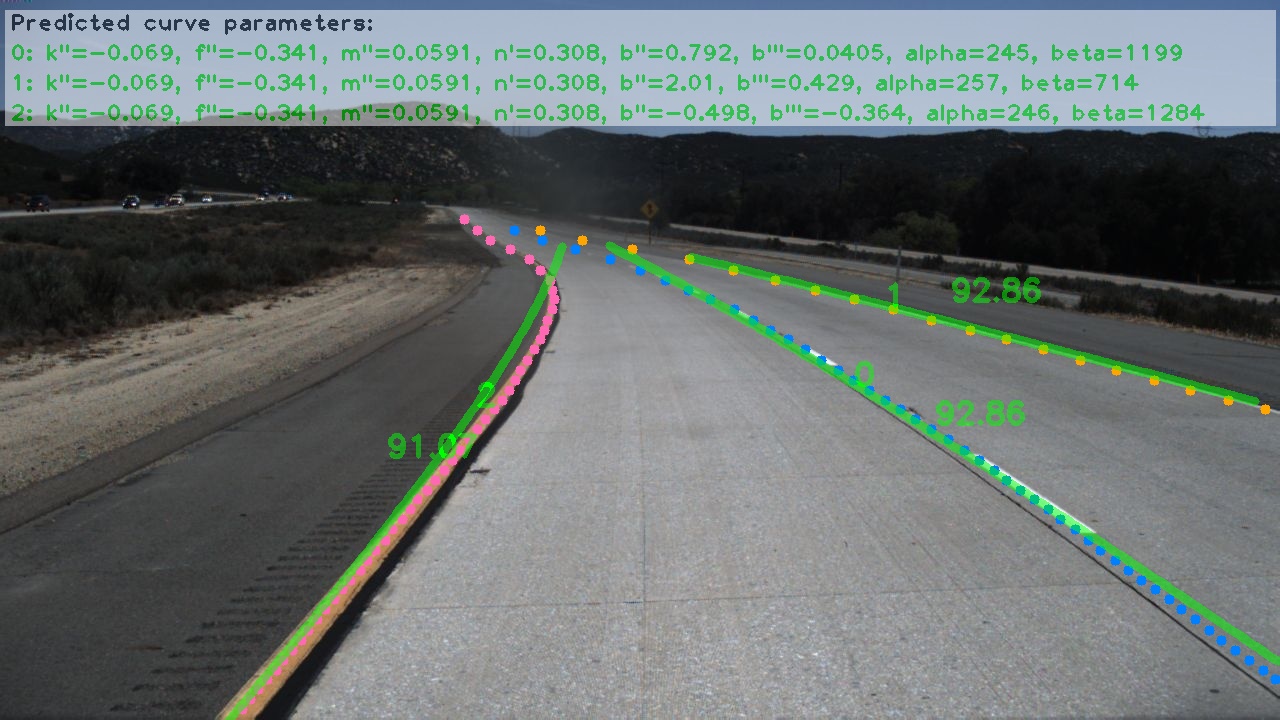 Predicted curve parameters:
0: k"=-0.069, f"=-0.341, m"=0.0591, n'=0.308, b"=0.792, b'''=0.0405, alpha=245, beta=1199
1: k"=-0.069, f"=-0.341, m"=0.0591, n'=0.308, b"=2.01, b'''=0.429, alpha=257, beta=714
2: k"=-0.069, f"=-0.341, m"=0.0591, n'=0.308, b"=-0.498, b'''=-0.364, alpha=246, beta=1284
1
92.86
0
92.86
2
91.07